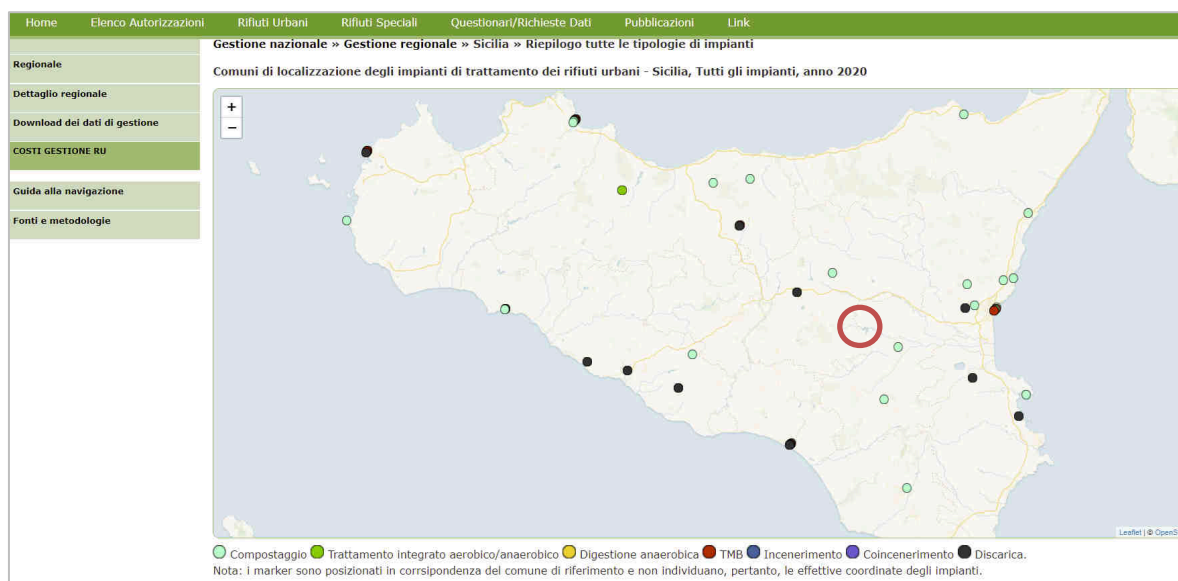 Home Elenco Autorizzazioni Rifiuti Urbani Rifiuti Speciali Questionari/Richieste Dati Pubblicazioni Link
Gestione nazionale » Gestione regionale » Sicilia » Riepilogo tutte le tipologie di impianti
Regionale
Comuni di localizzazione degli impianti di trattamento dei rifiuti urbani - Sicilia, Tutti gli impianti, anno 2020
Dettaglio regionale
Download dei dati di gestione
COSTI GESTIONE RU
Guida alla navigazione
Fonti e metodologie
+
−
Leaflet | © OpenS
Compostaggio Trattamento integrato aerobico/anaerobico Digestione anaerobica TMB Incenerimento Coincenerimento Discarica.
Nota: i marker sono posizionati in corrsipondenza del comune di riferimento e non individuano, pertanto, le effettive coordinate degli impianti.